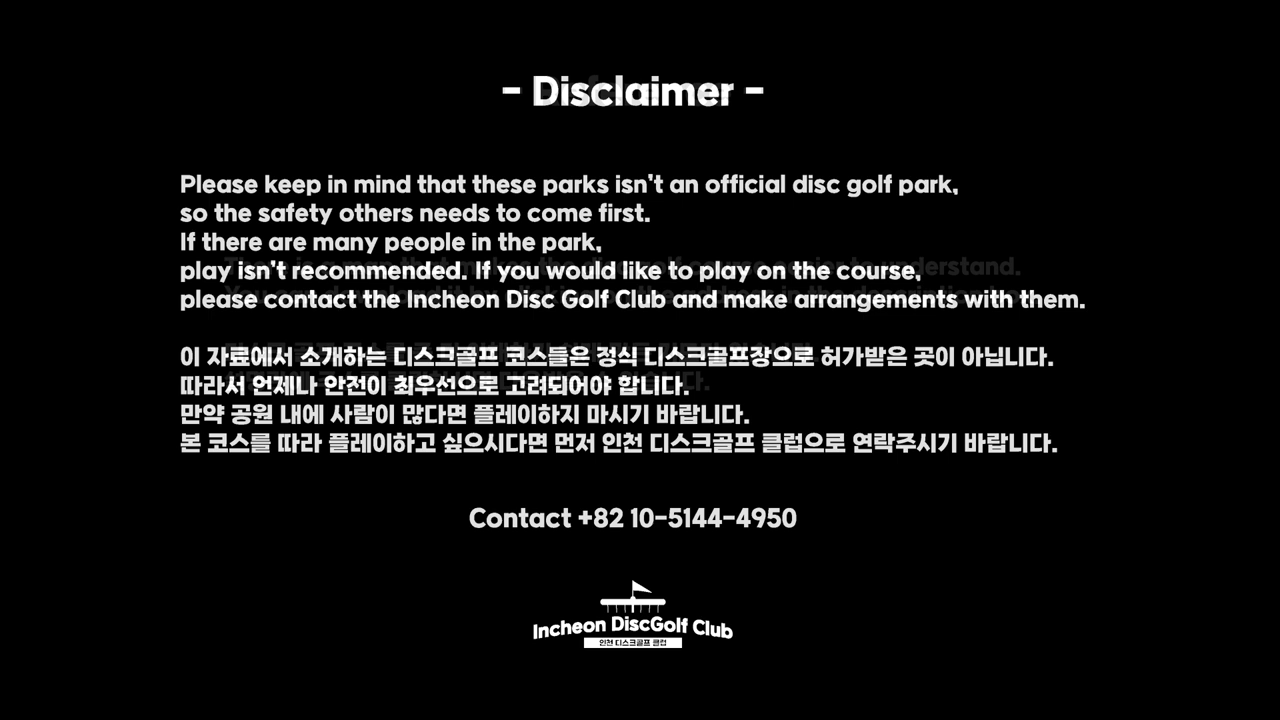 - Disclaimer -
Please keep in mind that these parks isn't an official disc golf park,
so the safety others needs to come first.
If there are many people in the park,
play isn't recommended. If you would like to play on the course,
please contact the Incheon Disc Golf Club and make arrangements with them.
이 자료에서 소개하는 디스크골프 코스들은 정식 디스크골프장으로 허가받은 곳이 아닙니다.
따라서 언제나 안전이 최우선으로 고려되어야 합니다.
만약 공원 내에 사람이 많다면 플레이하지 마시기 바랍니다.
본 코스를 따라 플레이하고 싶으시다면 먼저 인천 디스크골프 클럽으로 연락주시기 바랍니다.
Contact +82 10-5144-4950
Incheon DiscGolf Club
인천 디스크골프 클럽